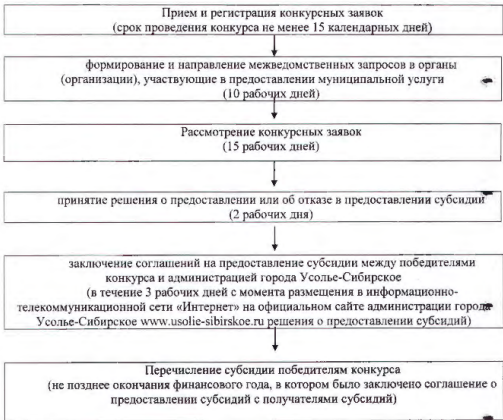 Прием и регистрация конкурсных заявок
(срок проведения конкурса не менее 15 календарных дней)
формирование и направление межведомственных запросов в органы
(организации), участвующие в предоставлении муниципальной услуги
(10 рабочих дней)
Рассмотрение конкурсных заявок
(15 рабочих дней)
принятие решения о предоставлении или об отказе в предоставлении субсидии
(2 рабочих дня)
заключение соглашений на предоставление субсидии между победителями
конкурса и администрацией города Усолье-Сибирское
(в течение 3 рабочих дней с момента размещения в информационно-
телекоммуникационной сети «Интернет» на официальном сайте администрации города
Усолье-Сибирское www.usolie-sibirskoe.ru решения о предоставлении субсидий)
Перечисление субсидии победителям конкурса
(не позднее окончания финансового года, в котором было заключено соглашение о
предоставлении субсидий с получателями субсидий)